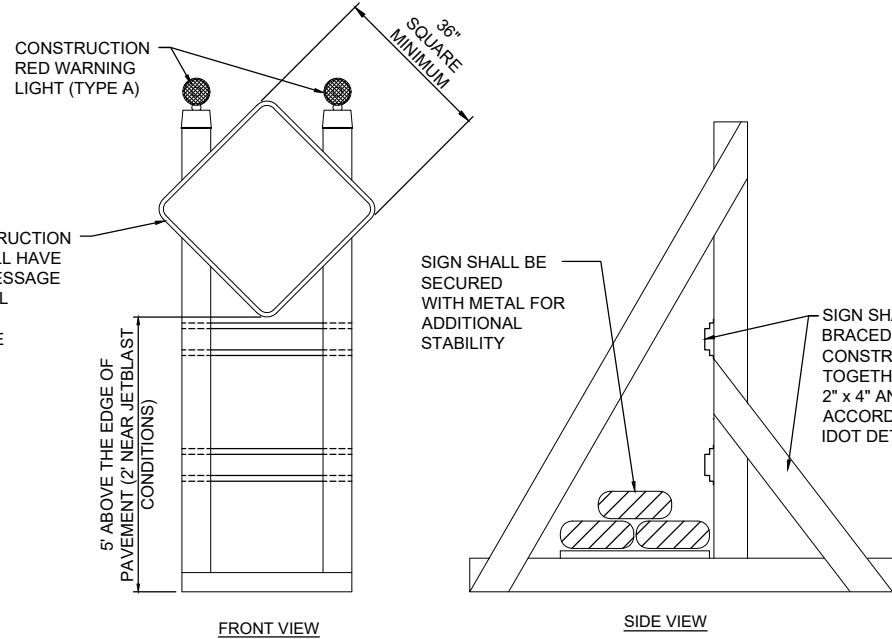 CONSTRUCTION
RED WARNING
LIGHT (TYPE A)
36"
SQUARE
MINIMUM
RUCTION
LL HAVE
ESSAGE
L
E
5' ABOVE THE EDGE OF
PAVEMENT (2' NEAR JETBLAST
CONDITIONS)
FRONT VIEW
SIGN SHALL BE
SECURED
WITH METAL FOR
ADDITIONAL
STABILITY
SIGN SHA
BRACED
CONSTR
TOGETH
2" x 4" AN
ACCORD
IDOT DET
SIDE VIEW